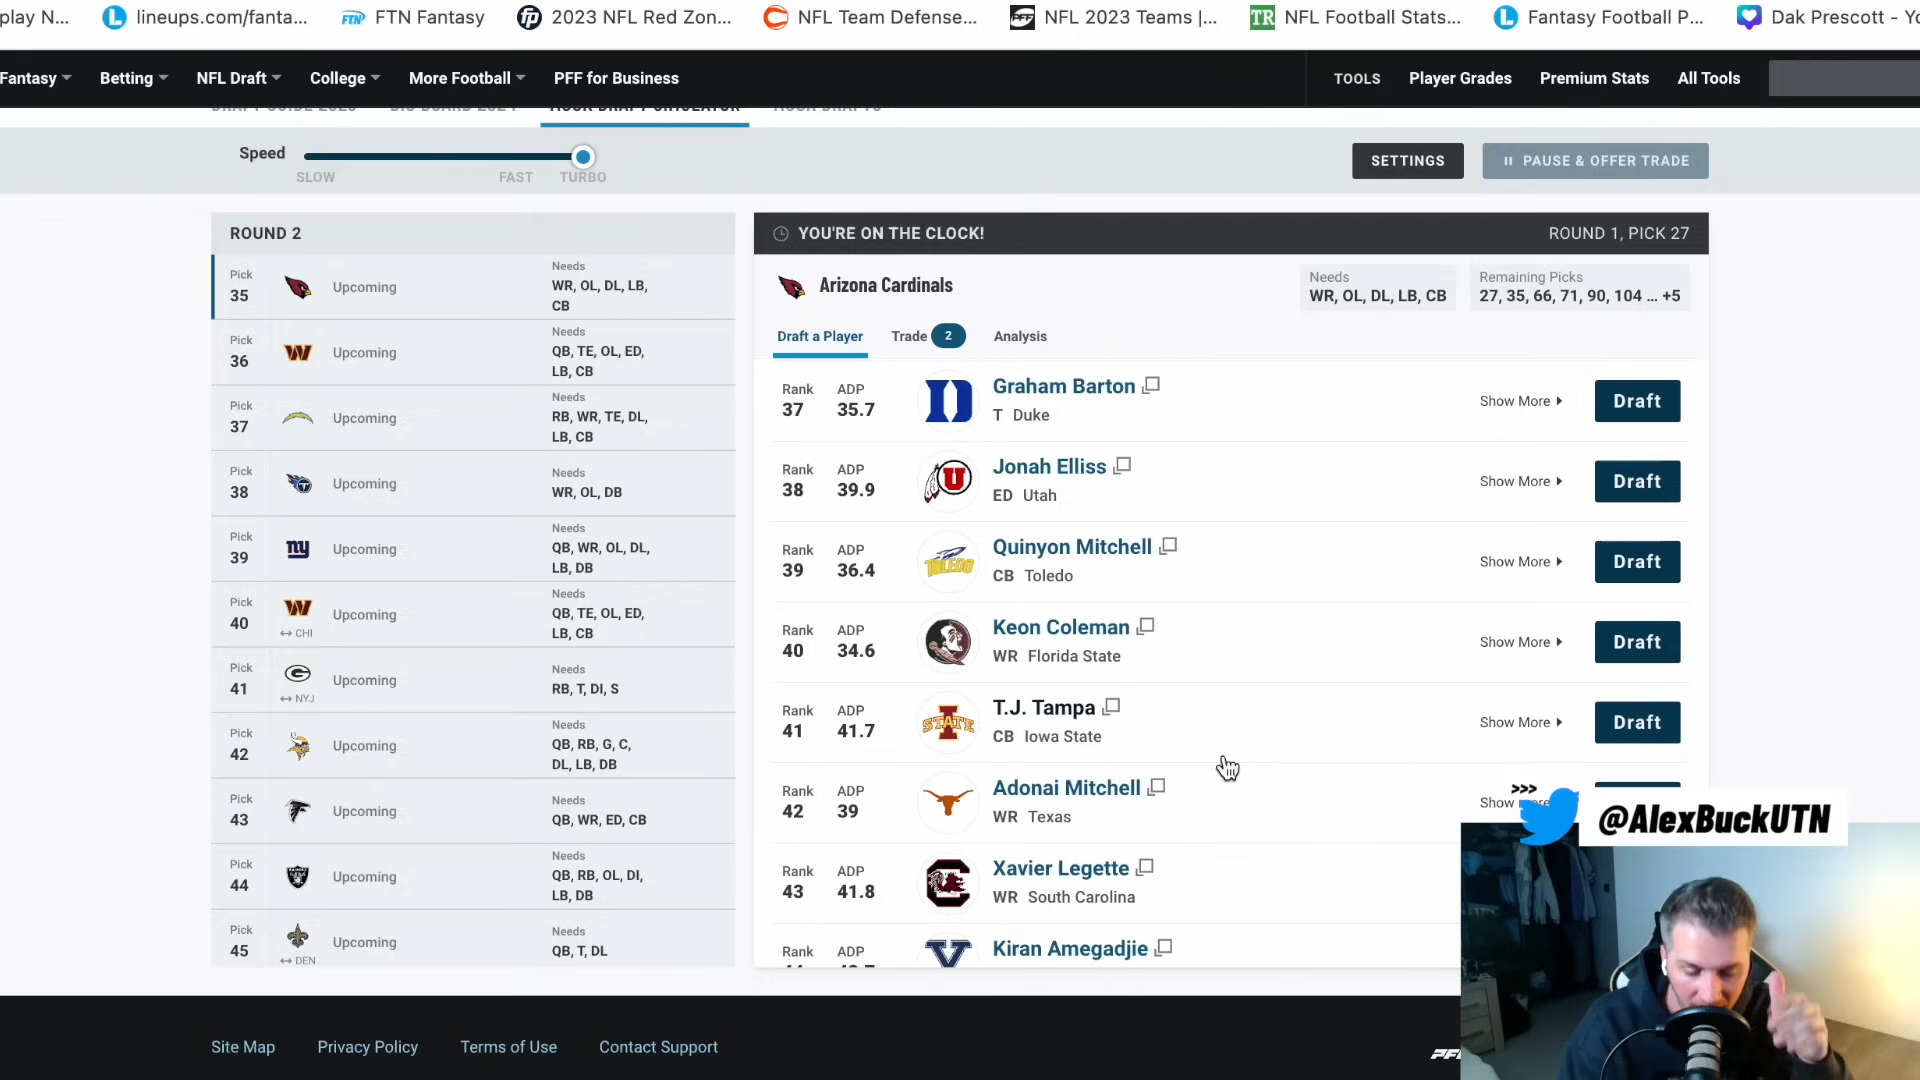 play N...
lineups.com/fanta...
FTN Fantasy
2023 NFL Red Zon...
NFL Team Defense...
NFL 2023 Teams |...
NFL Football Stats...
Fantasy Football P...
Dak Prescott - Yo
Fantasy
Betting
NFL Draft
College
More Football
PFF for Business
TOOLS
Player Grades
Premium Stats
All Tools
Speed
SLOW
FAST
TURBO
SETTINGS
PAUSE & OFFER TRADE
ROUND 2
Pick
35
Upcoming
Needs
WR, OL, DL, LB,
CB
Pick
36
Upcoming
Needs
QB, TE, OL, ED,
LB, CB
Pick
37
Upcoming
Needs
RB, WR, TE, DL,
LB, CB
Pick
38
Upcoming
Needs
WR, OL, DB
Pick
39
Upcoming
Needs
QB, WR, OL, DL,
LB, DB
Pick
40
↔ CHI
Upcoming
Needs
QB, TE, OL, ED,
LB, CB
Pick
41
↔ NYJ
Upcoming
Needs
RB, T, DI, S
Pick
42
Upcoming
Needs
QB, RB, G, C,
DL, LB, DB
Pick
43
Upcoming
Needs
QB, WR, ED, CB
Pick
44
Upcoming
Needs
QB, RB, OL, DI,
LB, DB
Pick
45
↔ DEN
Upcoming
Needs
QB, T, DL
YOU'RE ON THE CLOCK!
ROUND 1, PICK 27
Arizona Cardinals
Needs
WR, OL, DL, LB, CB
Remaining Picks
27, 35, 66, 71, 90, 104 ... +5
Draft a Player
Trade 2
Analysis
Rank
37
ADP
35.7
Graham Barton
T Duke
Show More
Draft
Rank
38
ADP
39.9
Jonah Elliss
ED Utah
Show More
Draft
Rank
39
ADP
36.4
TOLEDO
Quinyon Mitchell
CB Toledo
Show More
Draft
Rank
40
ADP
34.6
Keon Coleman
WR Florida State
Show More
Draft
Rank
41
ADP
41.7
STATE
T.J. Tampa
CB Iowa State
Show More
Draft
Rank
42
ADP
39
Adonai Mitchell
WR Texas
Show
>>>
@AlexBuckUTN
Rank
43
ADP
41.8
Xavier Legette
WR South Carolina
Rank
ADP
Kiran Amegadjie
Site Map
Privacy Policy
Terms of Use
Contact Support
PFF